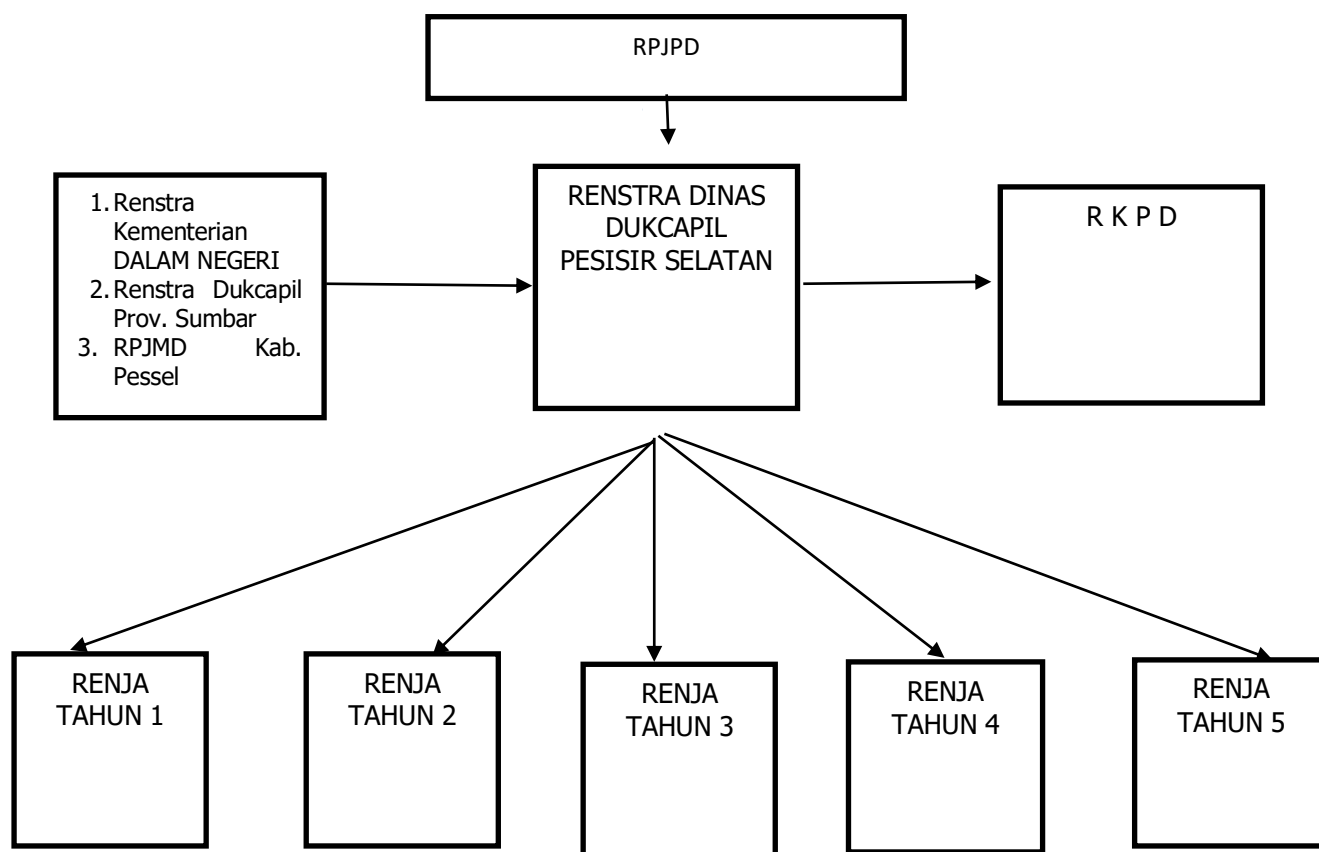 RPJPD
1. Renstra
Kementerian
DALAM NEGERI
2. Renstra Dukcapil
Prov. Sumbar
3. RPJMD Kab.
Pessel
RENSTRA DINAS
DUKCAPIL
PESISIR SELATAN
R K P D
RENJA
TAHUN 1
RENJA
TAHUN 2
RENJA
TAHUN 3
RENJA
TAHUN 4
RENJA
TAHUN 5